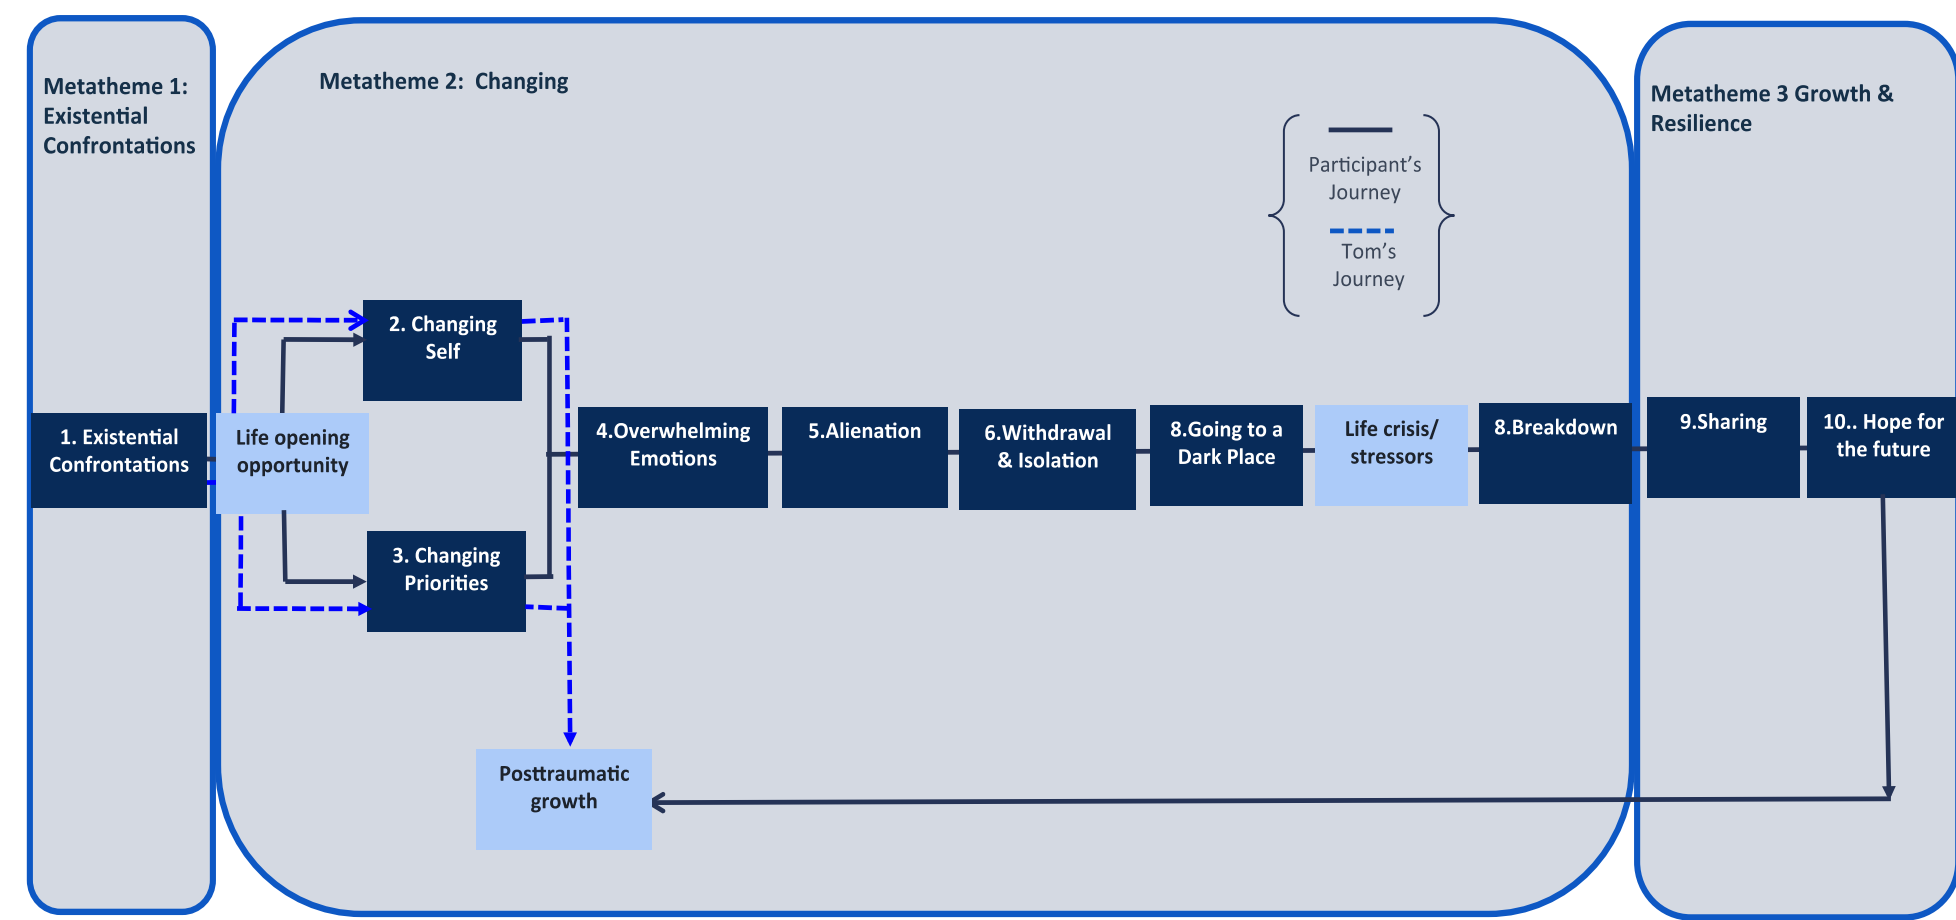 Metatheme 1:
Existential
Confrontations
Metatheme 2:  Changing
Metatheme 3 Growth &
Resilience
Participant's
Journey
Tom's
Journey
1. Existential
Confrontations
Life opening
opportunity
2. Changing
Self
3. Changing
Priorities
4.Overwhelming
Emotions
5.Alienation
6.Withdrawal
& Isolation
8.Going to a
Dark Place
Life crisis/
stressors
8.Breakdown
9.Sharing
10.. Hope for
the future
Posttraumatic
growth